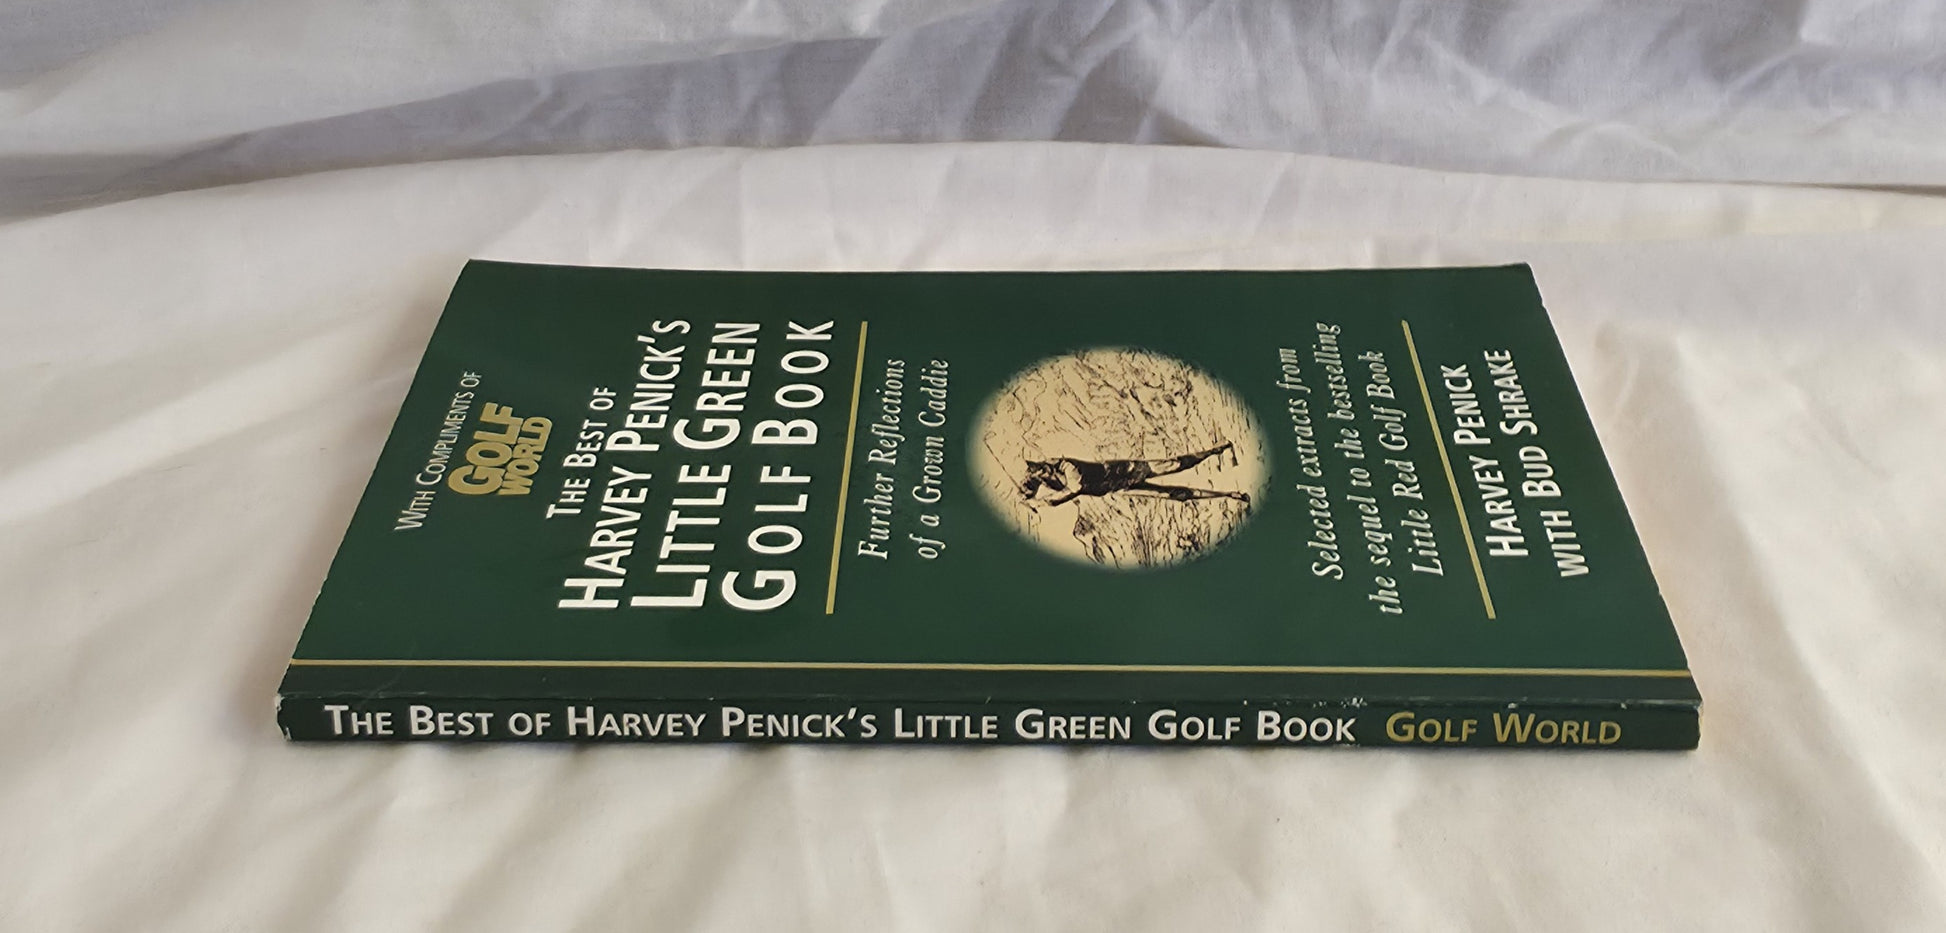 WITH COMPLIMENTS OF
GOLF
WORLD
THE BEST OF
HARVEY PENICK'S
LITTLE GREEN
GOLF BOOK
Further Reflections
of a Grown Caddie
Selected extracts from
the sequel to the bestselling
Little Red Golf Book
HARVEY PENICK
WITH BUD SHRAKE
THE BEST OF HARVEY PENICK'S LITTLE GREEN GOLF BOOK GOLF WORLD